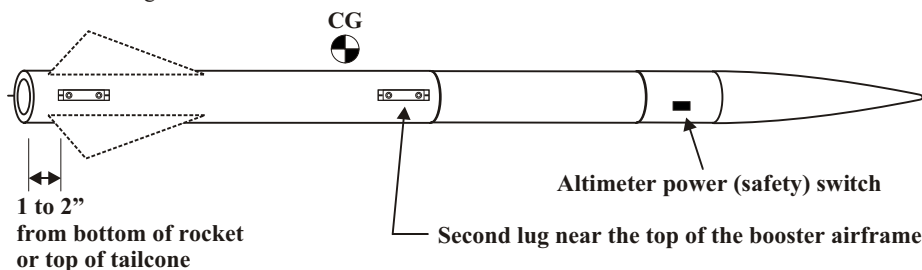 CG
Altimeter power (safety) switch
1 to 2”
from bottom of rocket
or top of tailcone
Second lug near the top of the booster airframe